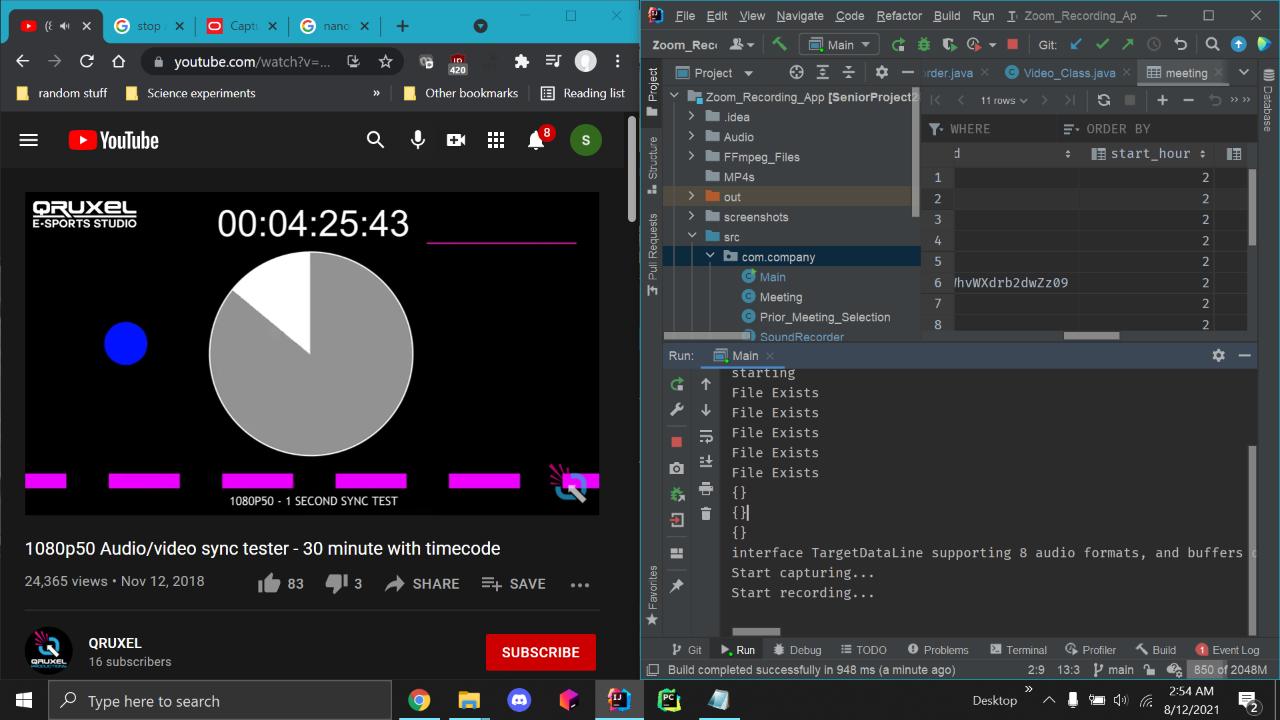 stop
Capt
nano
youtube.com/watch?v=...
420
random stuff
Science experiments
»
Other bookmarks
Reading list
YouTube
8
S
QRUXEL
E-SPORTS STUDIO
00:04:25:43
1080P50 - 1 SECOND SYNC TEST
1080p50 Audio/video sync tester - 30 minute with timecode
24,365 views • Nov 12, 2018
83
3
SHARE
SAVE
QRUXEL
16 subscribers
SUBSCRIBE
File Edit View Navigate Code Refactor Build Run Zoom_Recording_Ap
Zoom_Rec
Main
Git:
Project
rder.java
Video_Class.java
meeting
Zoom_Recording_App [SeniorProject2
.idea
Audio
FFmpeg_Files
MP4s
out
screenshots
src
com.company
Main
Meeting
Prior_Meeting_Selection
SoundRecorder
11 rows
WHERE
ORDER BY
d
start_hour
1 2
2 2
3 2
4 2
5 2
6 hvWXdrb2dwZz09 2
7 2
8 2
Project
Structure
Pull Requests
Favorites
Database
Run: Main
starting
File Exists
File Exists
File Exists
File Exists
File Exists
{}
{}
{}
interface TargetDataLine supporting 8 audio formats, and buffers
Start capturing...
Start recording...
Git Run Debug TODO Problems Terminal Profiler Build 1 Event Log
Build completed successfully in 948 ms (a minute ago)
2:9 13:3 main 850 of 2048M
Type here to search
Desktop
»
2:54 AM
8/12/2021
2